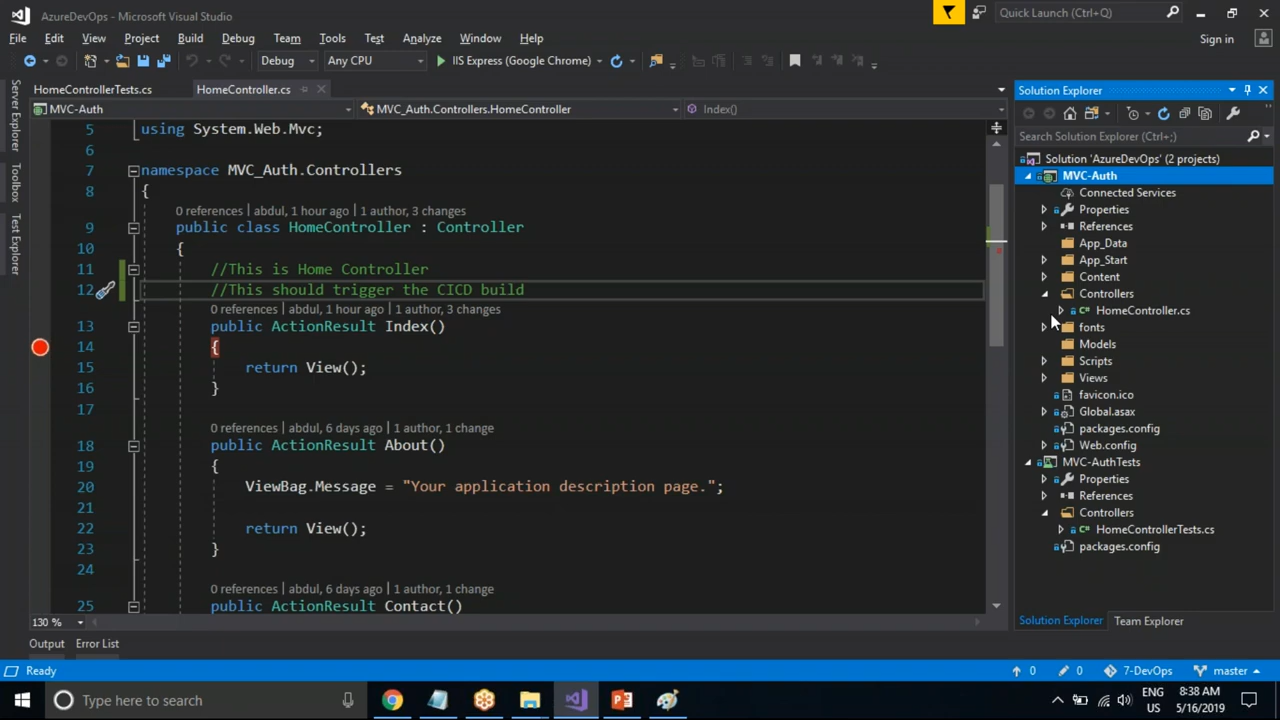 AzureDevOps - Microsoft Visual Studio
Quick Launch (Ctrl+Q)
File Edit View Project Build Debug Team Tools Test Analyze Window Help
Sign in
Debug Any CPU IIS Express (Google Chrome)
HomeControllerTests.cs HomeController.cs
MVC-Auth MVC_Auth.Controllers.HomeController Index()
Server Explorer
Toolbox
Test Explorer
5 using System.Web.Mvc;
6
7 namespace MVC_Auth.Controllers
8 {
0 references | abdul, 1 hour ago | 1 author, 3 changes
9 public class HomeController : Controller
10 {
11 //This is Home Controller
12 //This should trigger the CICD build
0 references | abdul, 1 hour ago | 1 author, 3 changes
13 public ActionResult Index()
14 {
15 return View();
16 }
17
0 references | abdul, 6 days ago | 1 author, 1 change
18 public ActionResult About()
19 {
20 ViewBag.Message = "Your application description page.";
21
22 return View();
23 }
24
0 references | abdul, 6 days ago | 1 author, 1 change
25 public ActionResult Contact()
130 %
Output Error List
Solution Explorer
Search Solution Explorer (Ctrl+;)
Solution 'AzureDevOps' (2 projects)
MVC-Auth
Connected Services
Properties
References
App_Data
App_Start
Content
Controllers
C# HomeController.cs
fonts
Models
Scripts
Views
favicon.ico
Global.asax
packages.config
Web.config
MVC-AuthTests
Properties
References
Controllers
C# HomeControllerTests.cs
packages.config
Solution Explorer Team Explorer
Ready
0 0 7-DevOps master
Type here to search
ENG
US
8:38 AM
5/16/2019